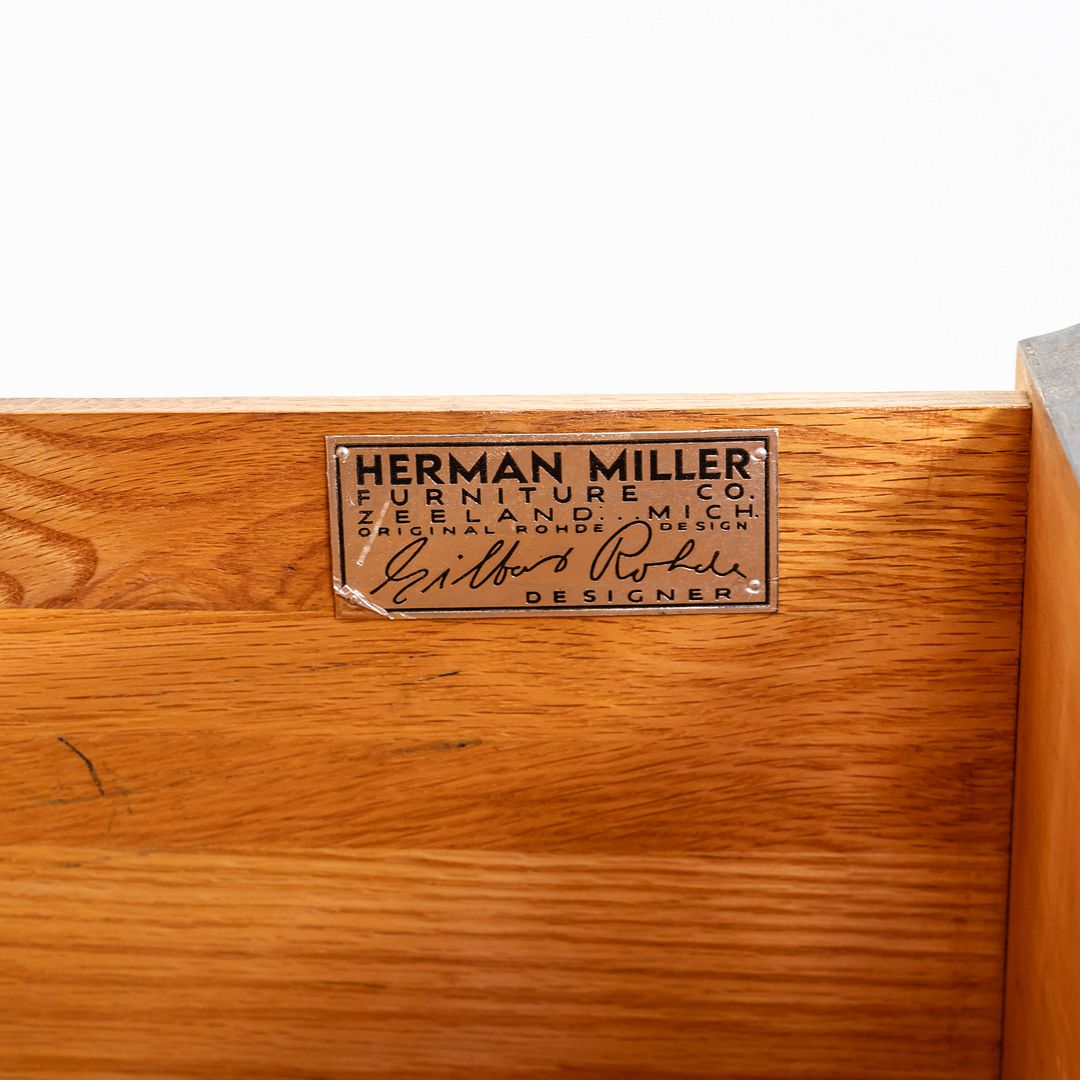 HERMAN MILLER
FURNITURE CO.
ZEELAND...MICH.
ORIGINAL ROHDE DESIGN
Gilbert Rohde
DESIGNER